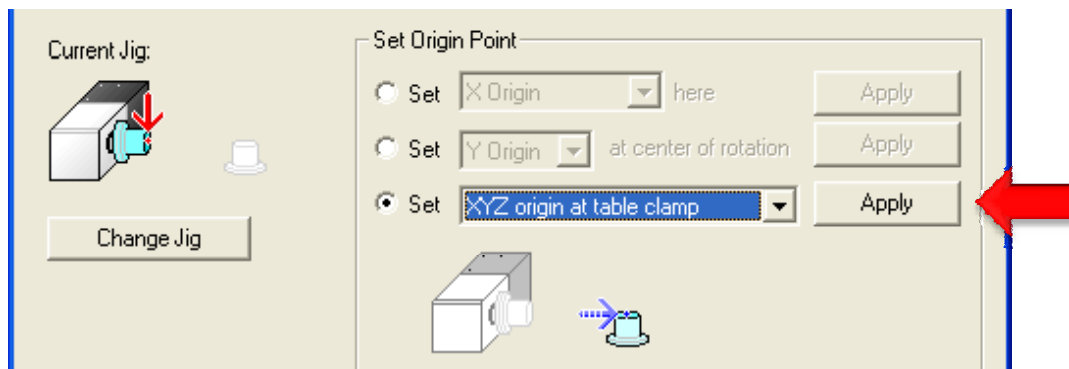 Current Jig:
Change Jig
Set Origin Point
Set X Origin here Apply
Set Y Origin at center of rotation Apply
Set XYZ origin at table clamp Apply